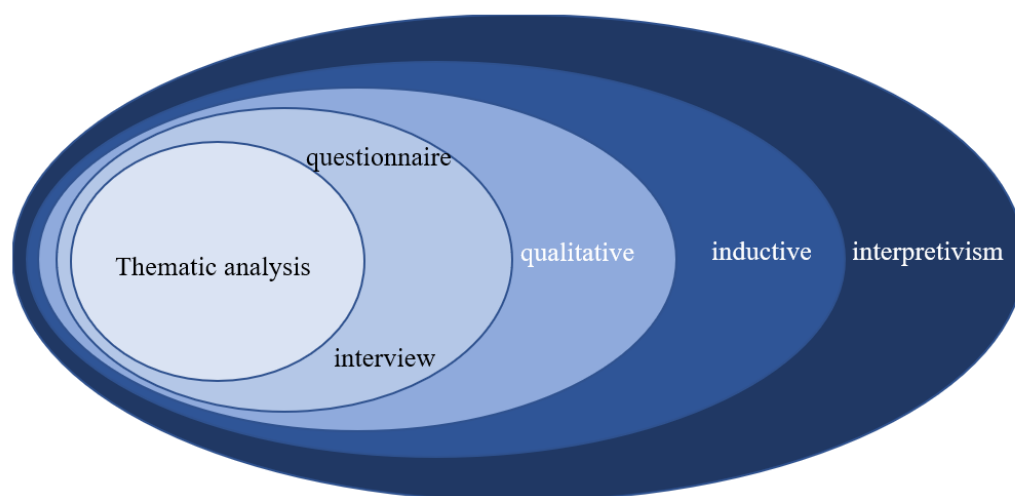 questionnaire
Thematic analysis
qualitative
inductive
interpretivism
interview